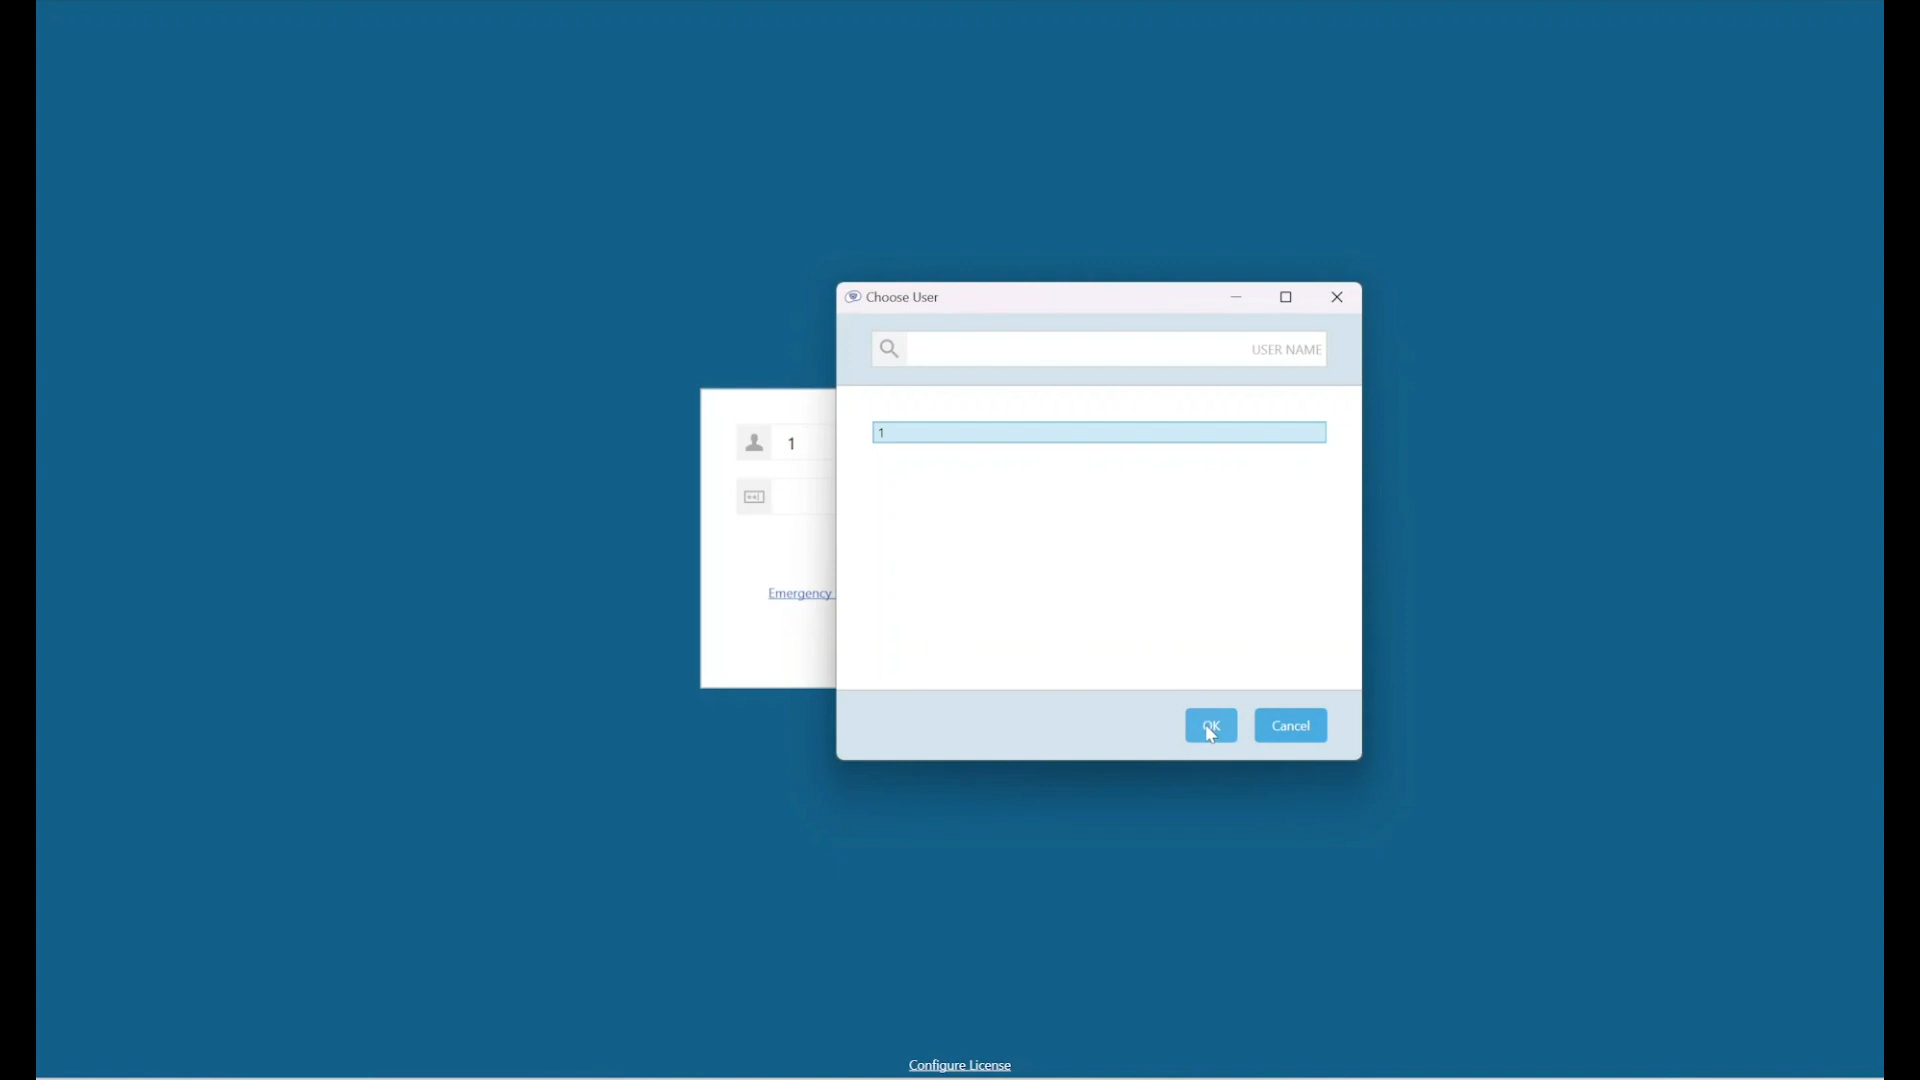 Choose User
USER NAME
1
1
Emergency
OK
Cancel
Configure License